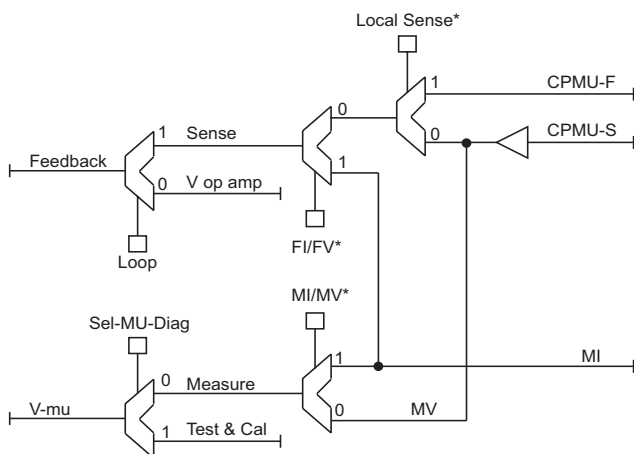 Local Sense*
1
CPMU-F
0
0
CPMU-S
1
Sense
Feedback
1
0
V op amp
Loop
FI/FV*
MI/MV*
Sel-MU-Diag
1
MI
0
Measure
V-mu
0
MV
1
Test & Cal